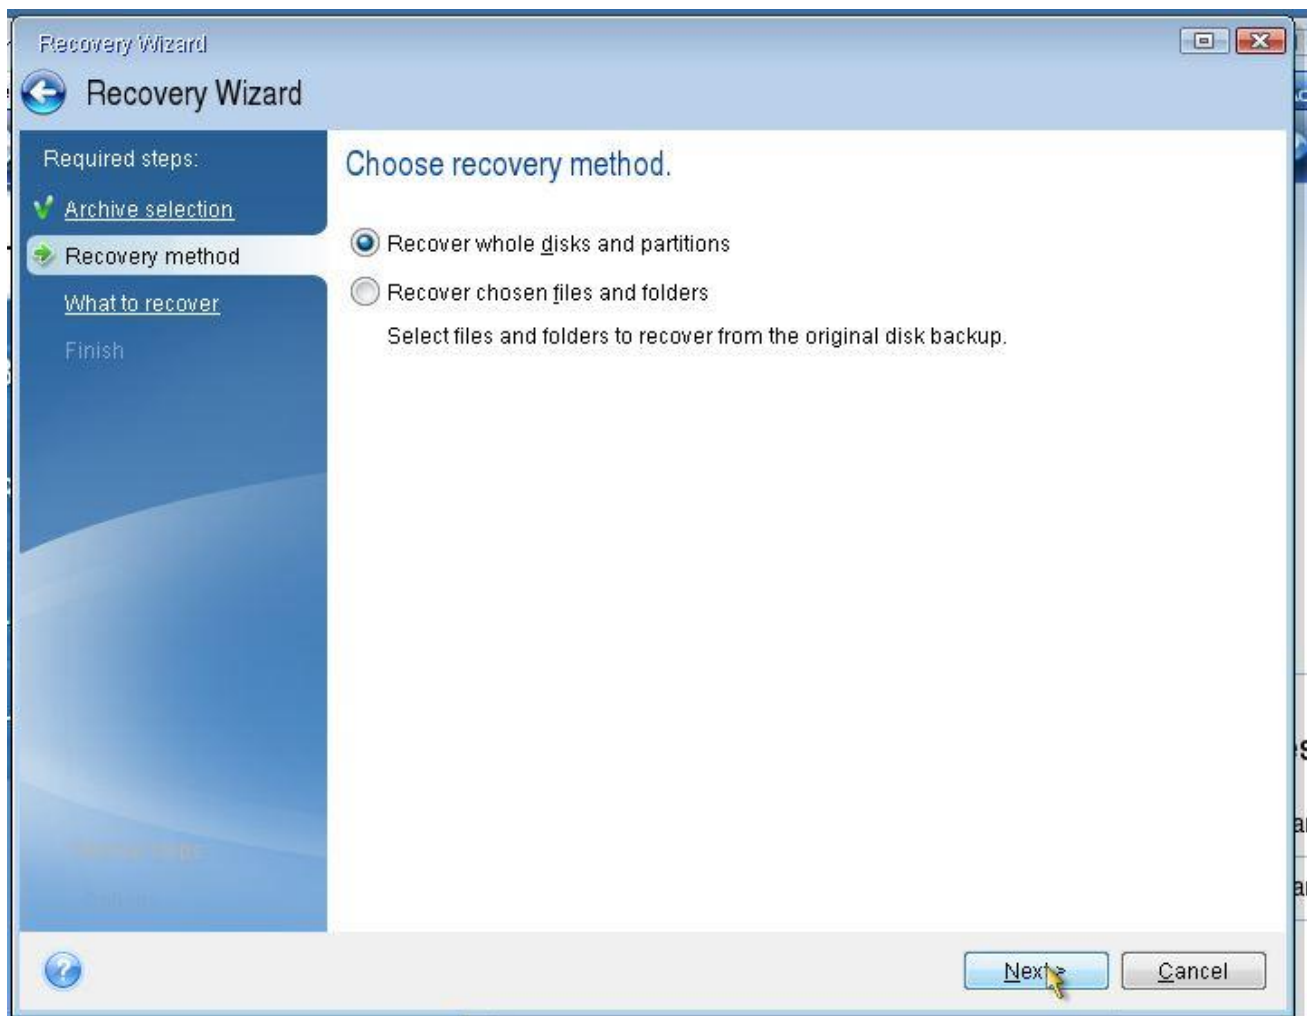 Recovery Wizard
Recovery Wizard
Required steps:
Archive selection
Recovery method
What to recover
Finish
Choose recovery method.
Recover whole disks and partitions
Recover chosen files and folders
Select files and folders to recover from the original disk backup.
Next >
Cancel